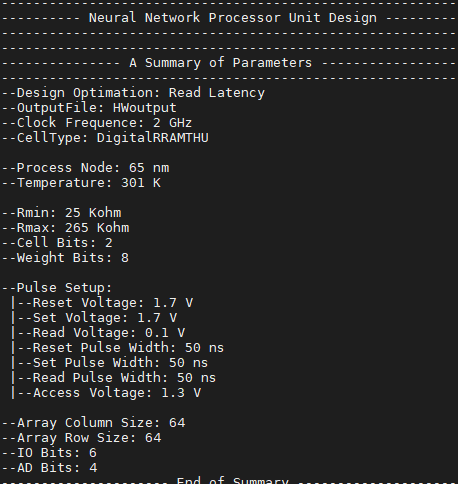 ---------- Neural Network Processor Unit Design ---------
--------------- A Summary of Parameters -----------------
--Design Optimation: Read Latency
--OutputFile: HWoutput
--Clock Frequence: 2 GHz
--CellType: DigitalRRAMTHU
--Process Node: 65 nm
--Temperature: 301 K
--Rmin: 25 Kohm
--Rmax: 265 Kohm
--Cell Bits: 2
--Weight Bits: 8
--Pulse Setup:
|--Reset Voltage: 1.7 V
|--Set Voltage: 1.7 V
|--Read Voltage: 0.1 V
|--Reset Pulse Width: 50 ns
|--Set Pulse Width: 50 ns
|--Read Pulse Width: 50 ns
|--Access Voltage: 1.3 V
--Array Column Size: 64
--Array Row Size: 64
--IO Bits: 6
--AD Bits: 4
--------------------- End of Summary --------------------